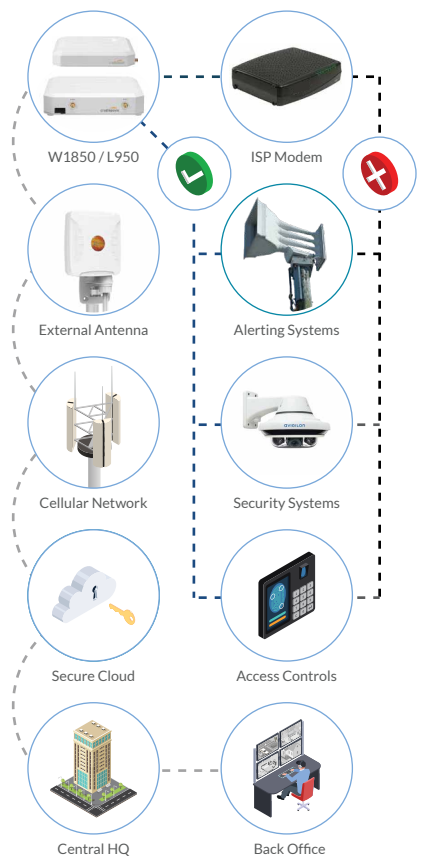 W1850 / L950
ISP Modem
External Antenna
Alerting Systems
Cellular Network
AVIGILON
Security Systems
Secure Cloud
Access Controls
Central HQ
Back Office